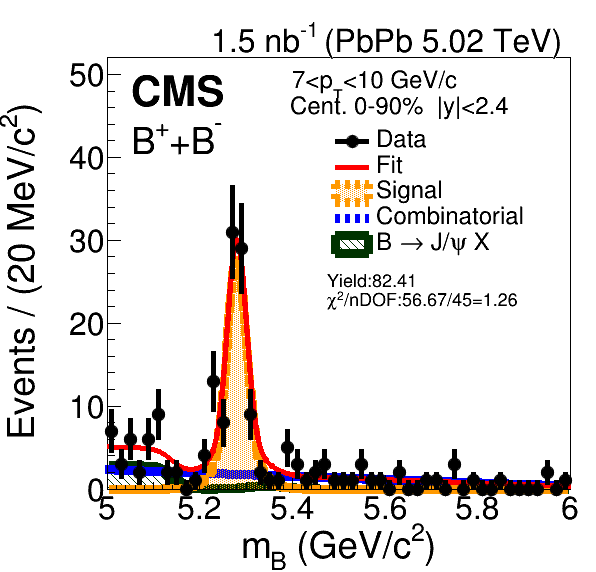 1.5 nb⁻¹ (PbPb 5.02 TeV)
CMS
B⁺+B⁻
7<p_T<10 GeV/c
Cent. 0-90% |y|<2.4
Data
Fit
Signal
Combinatorial
B → J/ψ X
Yield:82.41
χ²/nDOF:56.67/45=1.26
Events / (20 MeV/c²)
50
40
30
20
10
0
5 5.2 5.4 5.6 5.8 6
m_B (GeV/c²)